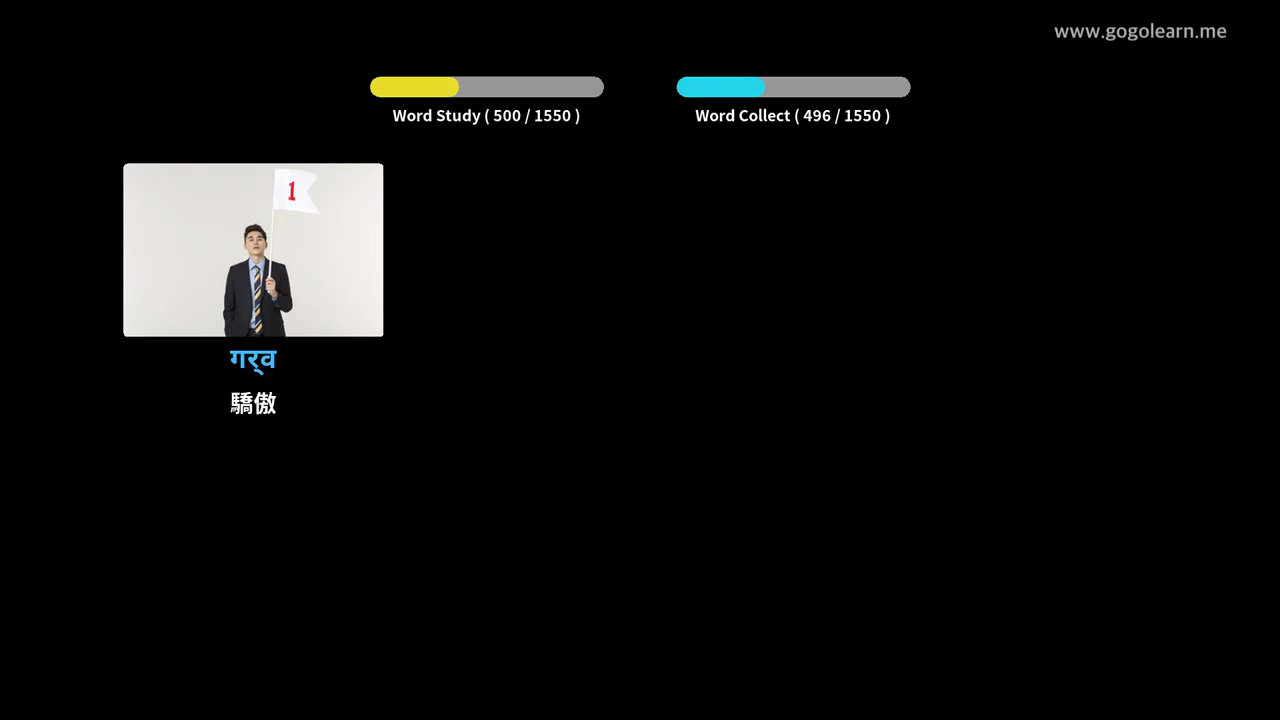 www.gogolearn.me
Word Study ( 500 / 1550 )
Word Collect ( 496 / 1550 )
1
गर्‍व
驕傲